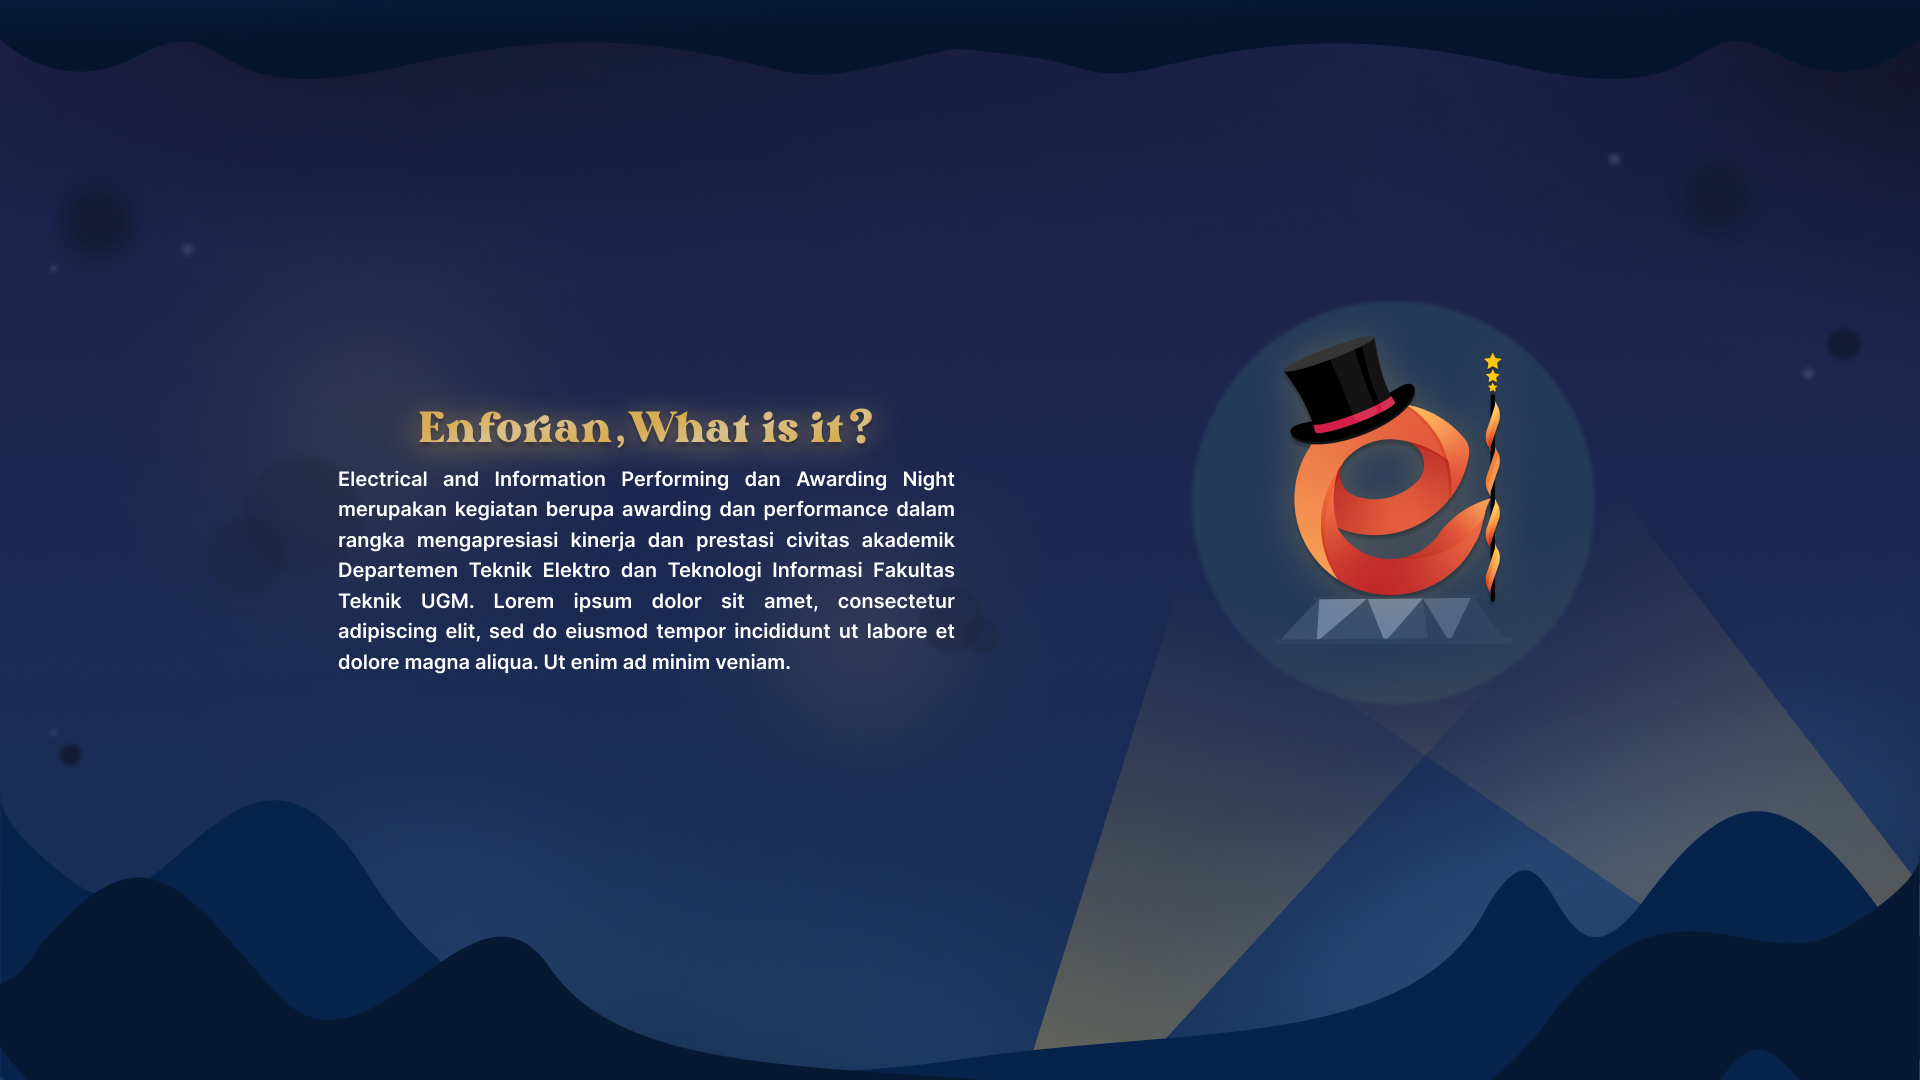 Enforian,What is it?
Electrical and Information Performing dan Awarding Night
merupakan kegiatan berupa awarding dan performance dalam
rangka mengapresiasi kinerja dan prestasi civitas akademik
Departemen Teknik Elektro dan Teknologi Informasi Fakultas
Teknik UGM. Lorem ipsum dolor sit amet, consectetur
adipiscing elit, sed do eiusmod tempor incididunt ut labore et
dolore magna aliqua. Ut enim ad minim veniam.